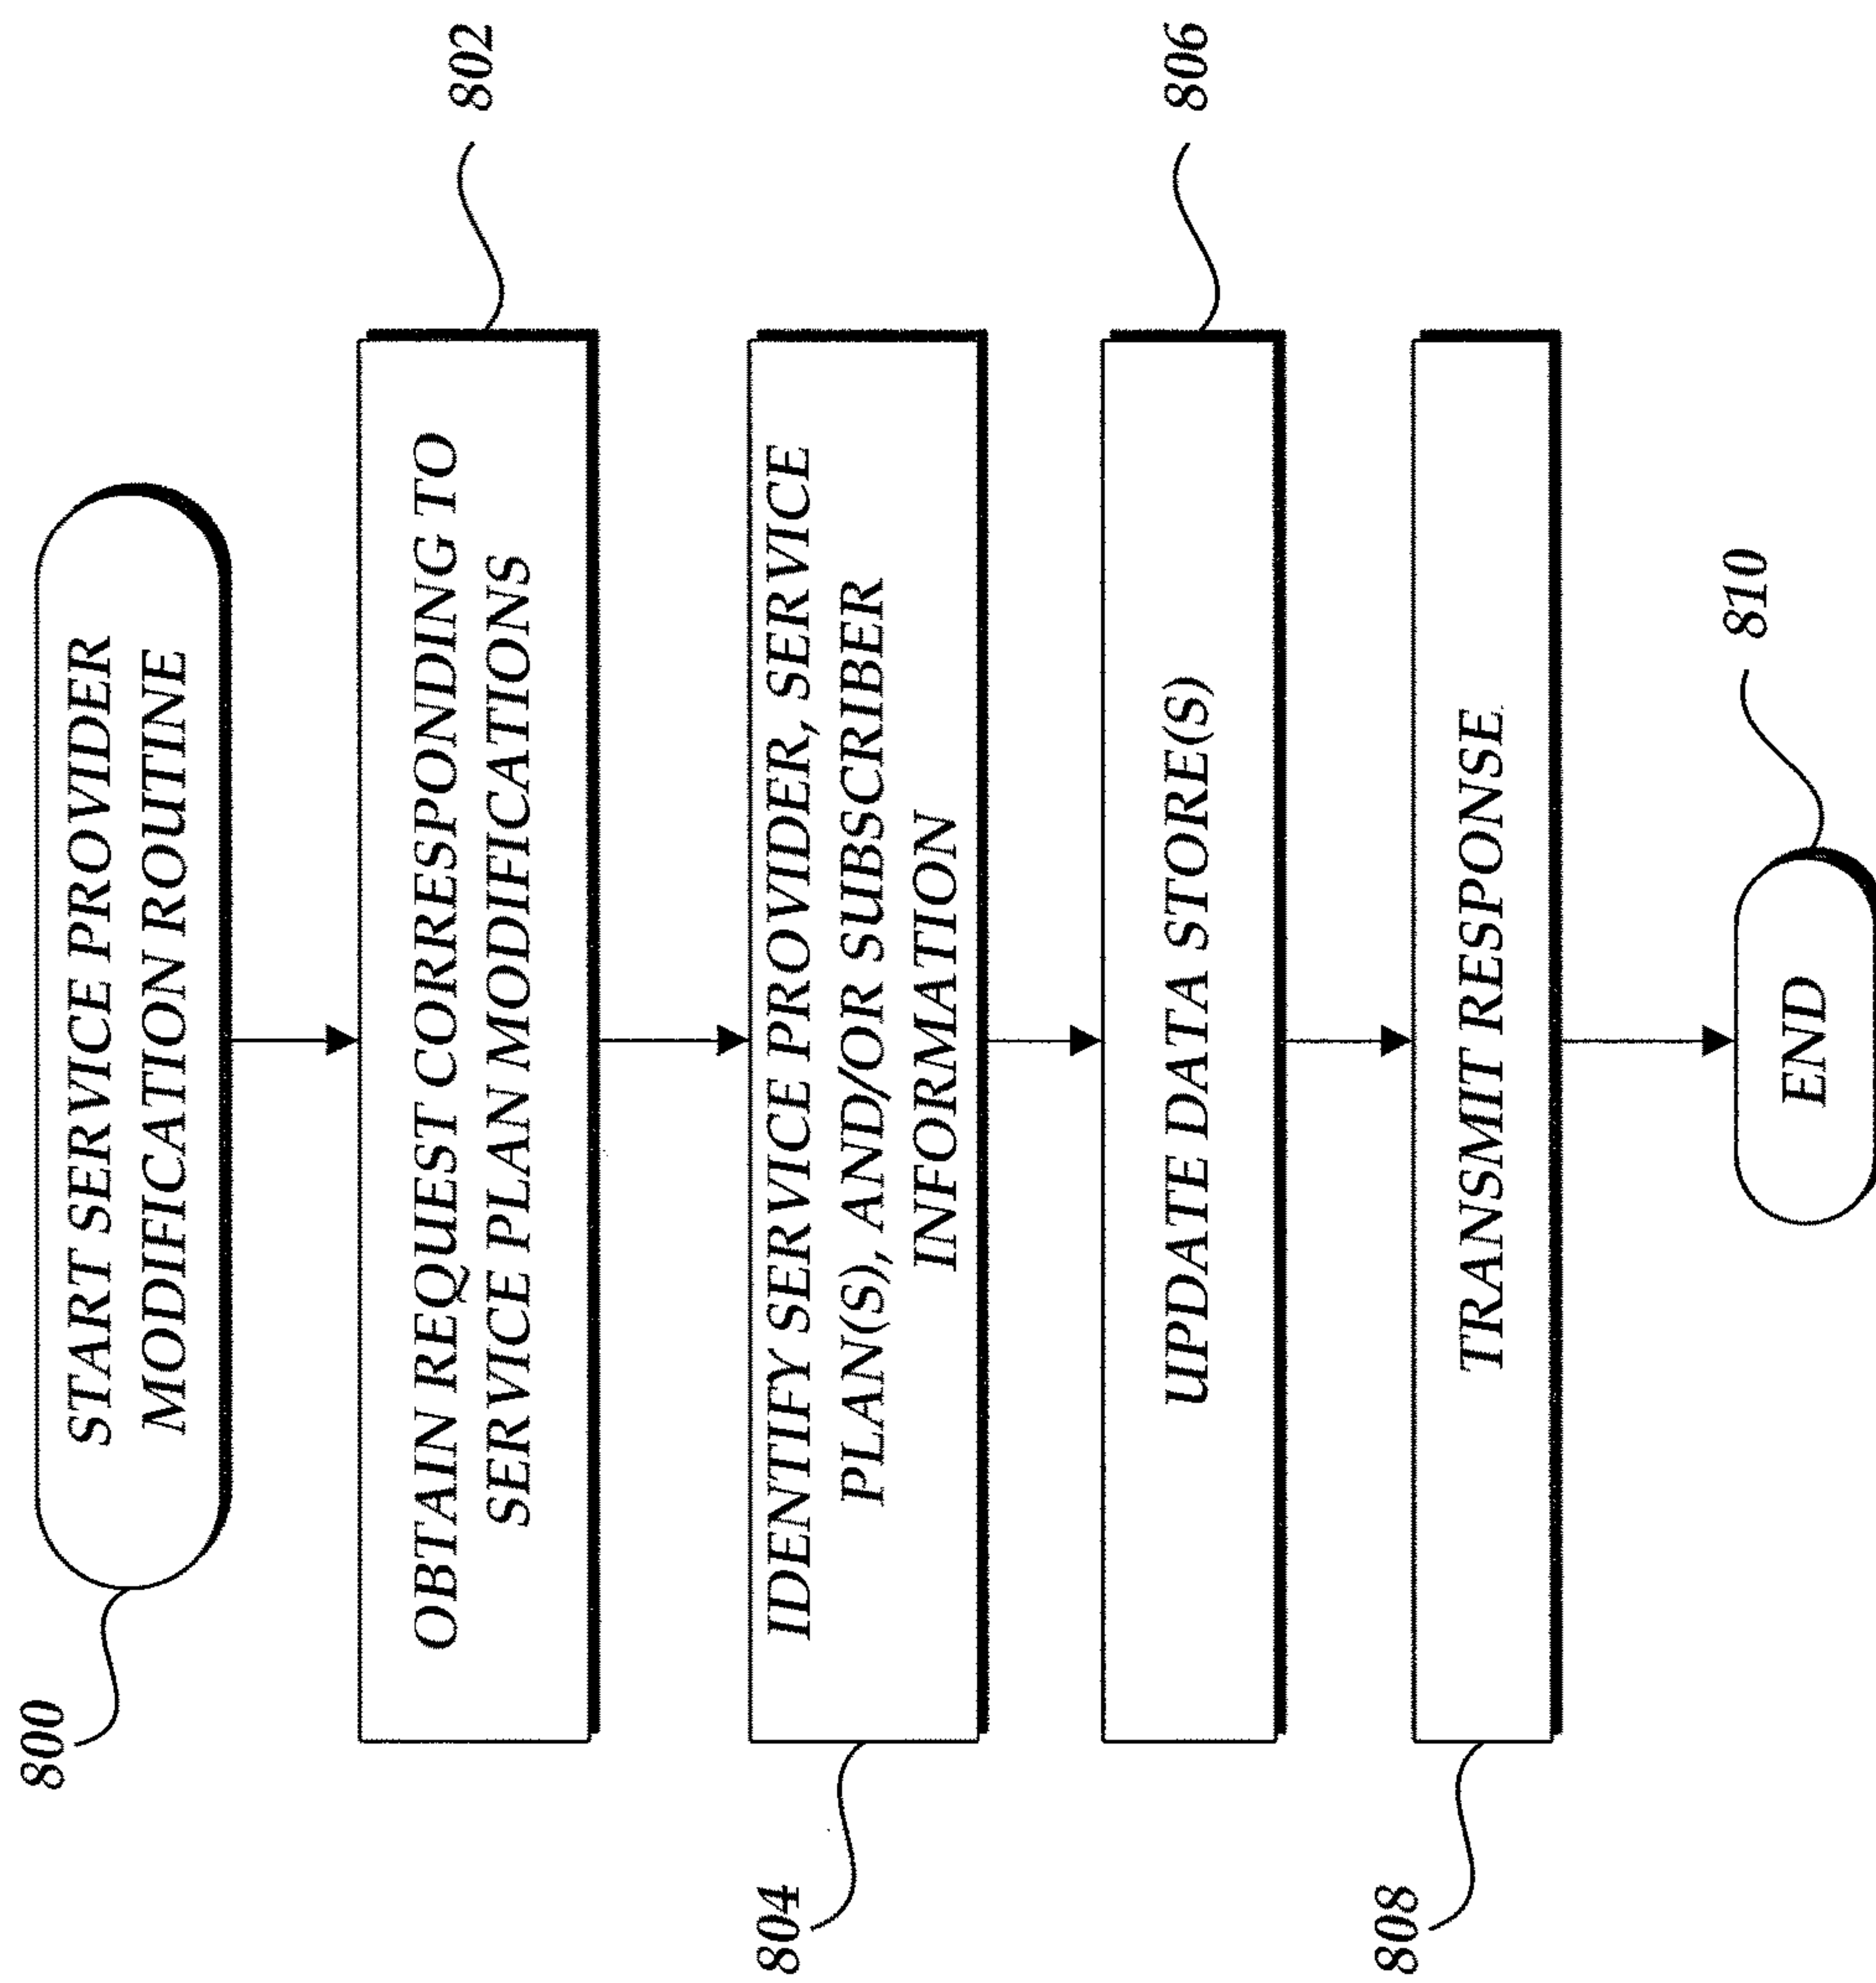 800
START SERVICE PROVIDER
MODIFICATION ROUTINE
802
OBTAIN REQUEST CORRESPONDING TO
SERVICE PLAN MODIFICATIONS
804
IDENTIFY SERVICE PROVIDER, SERVICE
PLAN(S), AND/OR SUBSCRIBER
INFORMATION
806
UPDATE DATA STORE(S)
808
TRANSMIT RESPONSE
810
END